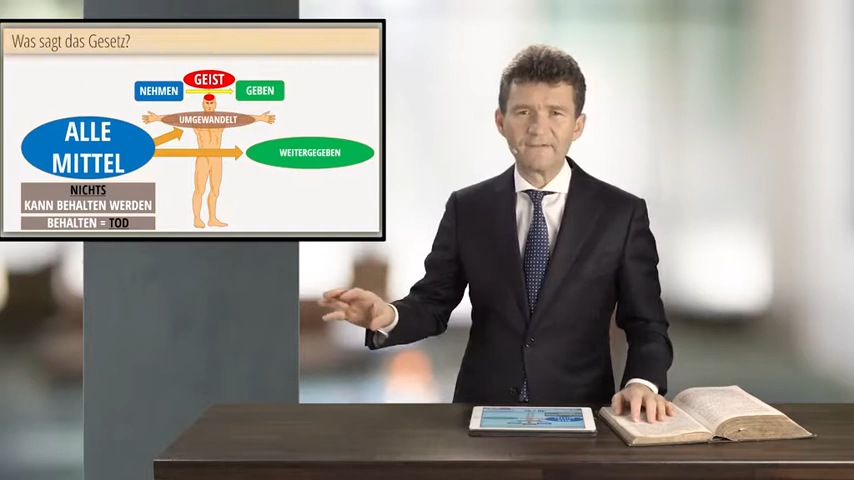 Was sagt das Gesetz?
GEIST
NEHMEN
GEBEN
UMGEWANDELT
ALLE
MITTEL
WEITERGEGEBEN
NICHTS
KANN BEHALTEN WERDEN
BEHALTEN = TOD